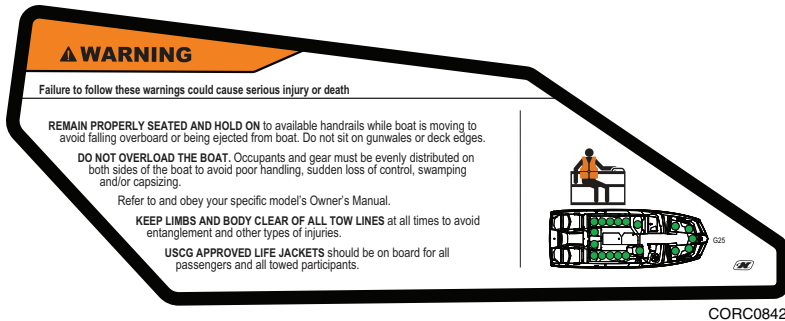 WARNING
Failure to follow these warnings could cause serious injury or death
REMAIN PROPERLY SEATED AND HOLD ON to available handrails while boat is moving to
avoid falling overboard or being ejected from boat. Do not sit on gunwales or deck edges.
DO NOT OVERLOAD THE BOAT. Occupants and gear must be evenly distributed on
both sides of the boat to avoid poor handling, sudden loss of control, swamping
and/or capsizing.
Refer to and obey your specific model's Owner's Manual.
KEEP LIMBS AND BODY CLEAR OF ALL TOW LINES at all times to avoid
entanglement and other types of injuries.
USCG APPROVED LIFE JACKETS should be on board for all
passengers and all towed participants.
G25
N
CORC0842